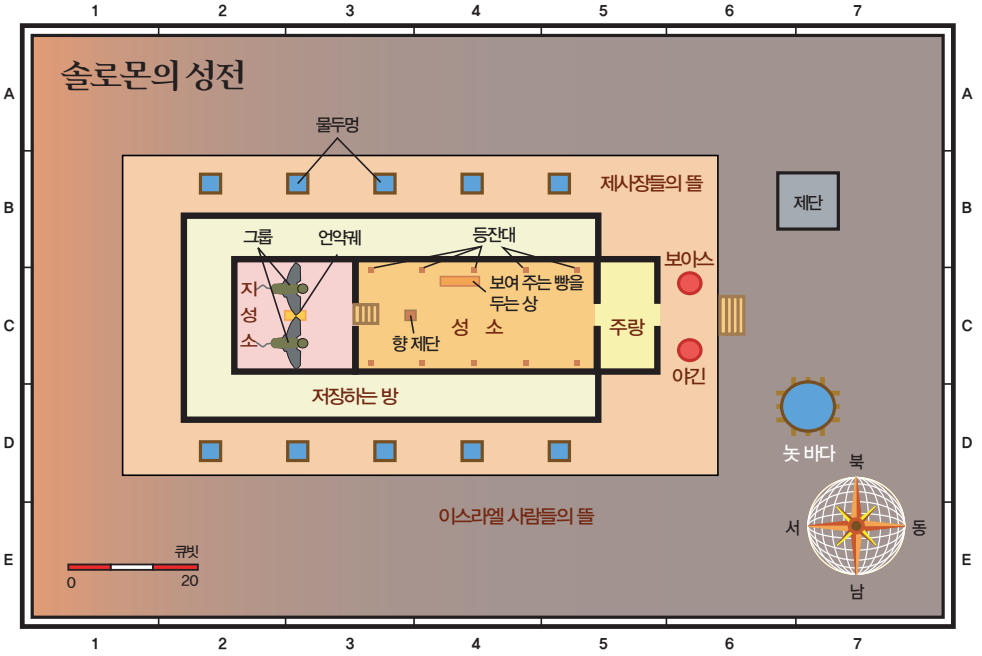 1 2 3 4 5 6 7
A A
솔로몬의 성전
물두멍
제사장들의 뜰
B B
제단
그룹 언약궤 등잔대
보아스
지
성
소
보여 주는 빵을
두는 상
C C
성 소
주랑
향 제단
야긴
저장하는 방
D D
놋 바다
북
이스라엘 사람들의 뜰
서 동
큐빗
E E
0 20
남
1 2 3 4 5 6 7